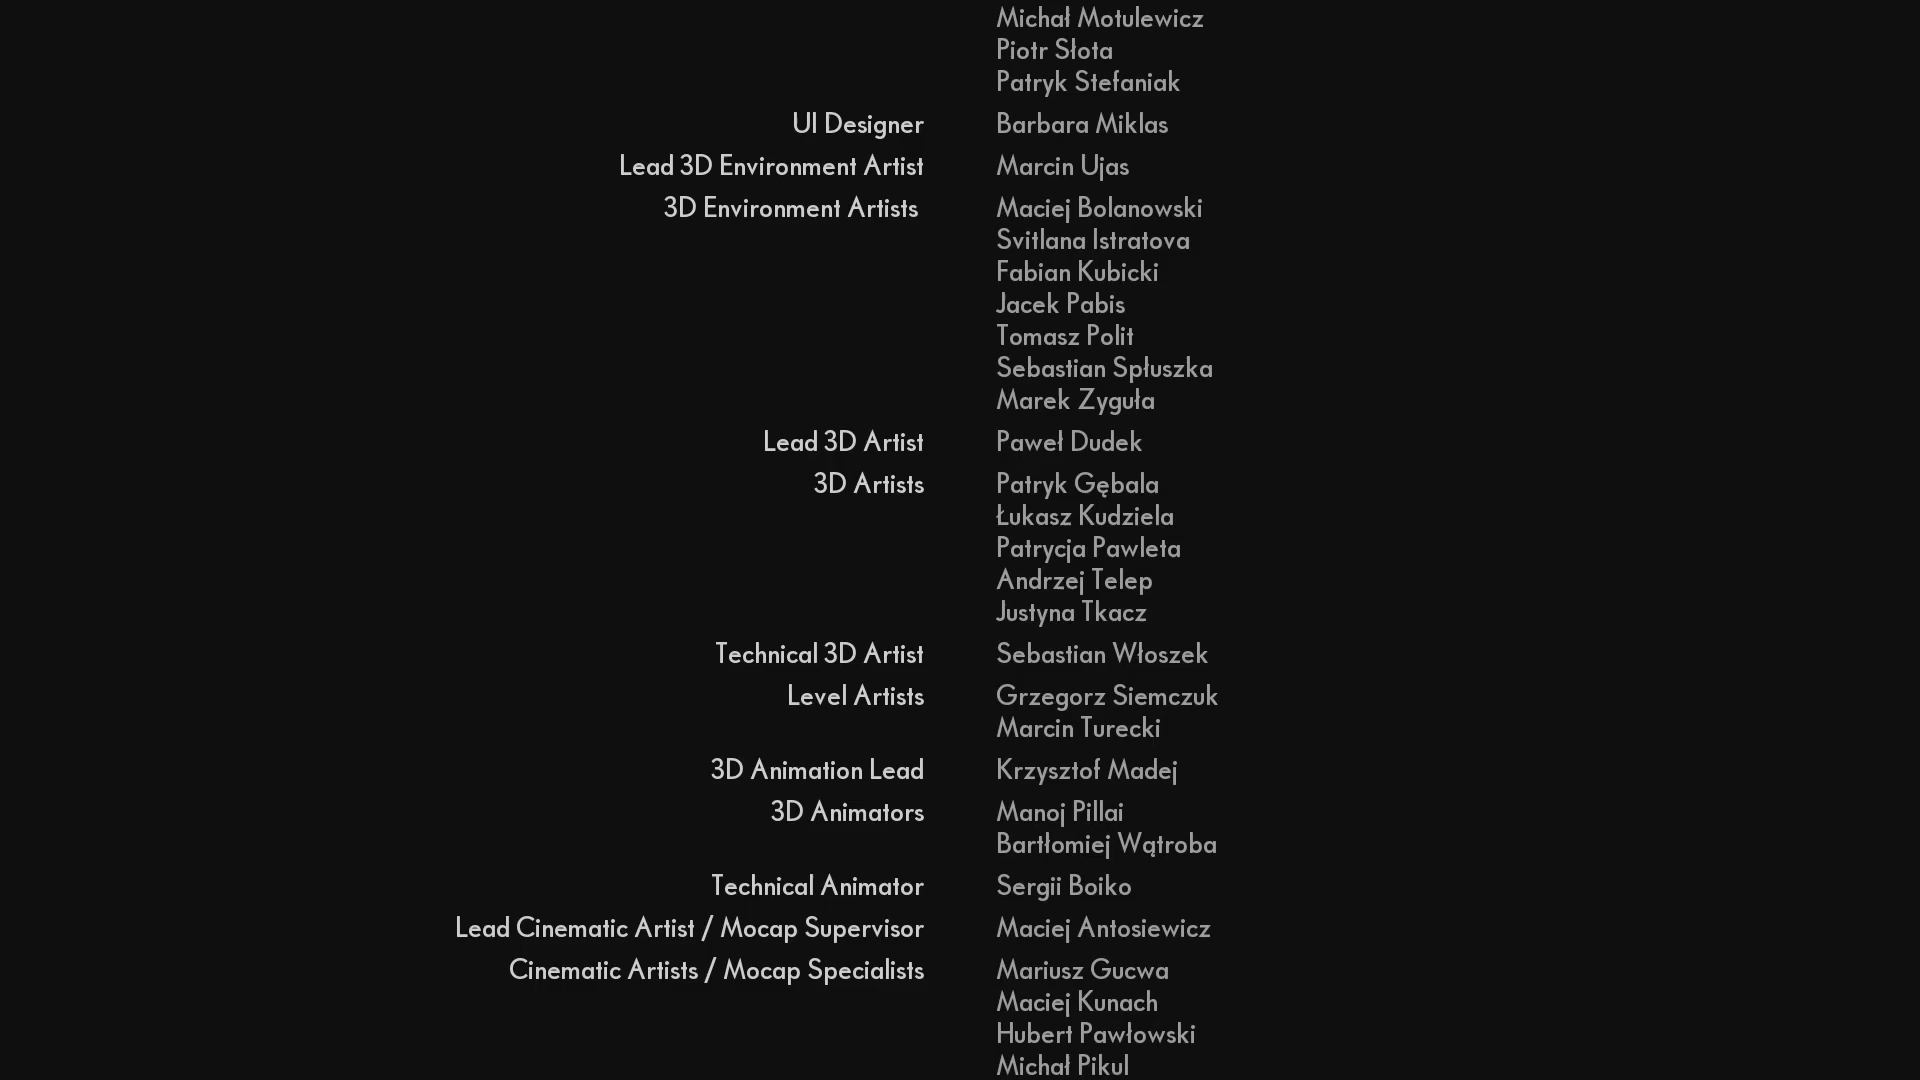 Michał Motulewicz
Piotr Słota
Patryk Stefaniak
UI Designer Barbara Miklas
Lead 3D Environment Artist Marcin Ujas
3D Environment Artists Maciej Bolanowski
Svitlana Istratova
Fabian Kubicki
Jacek Pabis
Tomasz Polit
Sebastian Spłuszka
Marek Zyguła
Lead 3D Artist Paweł Dudek
3D Artists Patryk Gębala
Łukasz Kudziela
Patrycja Pawleta
Andrzej Telep
Justyna Tkacz
Technical 3D Artist Sebastian Włoszek
Level Artists Grzegorz Siemczuk
Marcin Turecki
3D Animation Lead Krzysztof Madej
3D Animators Manoj Pillai
Bartłomiej Wątroba
Technical Animator Sergii Boiko
Lead Cinematic Artist / Mocap Supervisor Maciej Antosiewicz
Cinematic Artists / Mocap Specialists Mariusz Gucwa
Maciej Kunach
Hubert Pawłowski
Michał Pikul